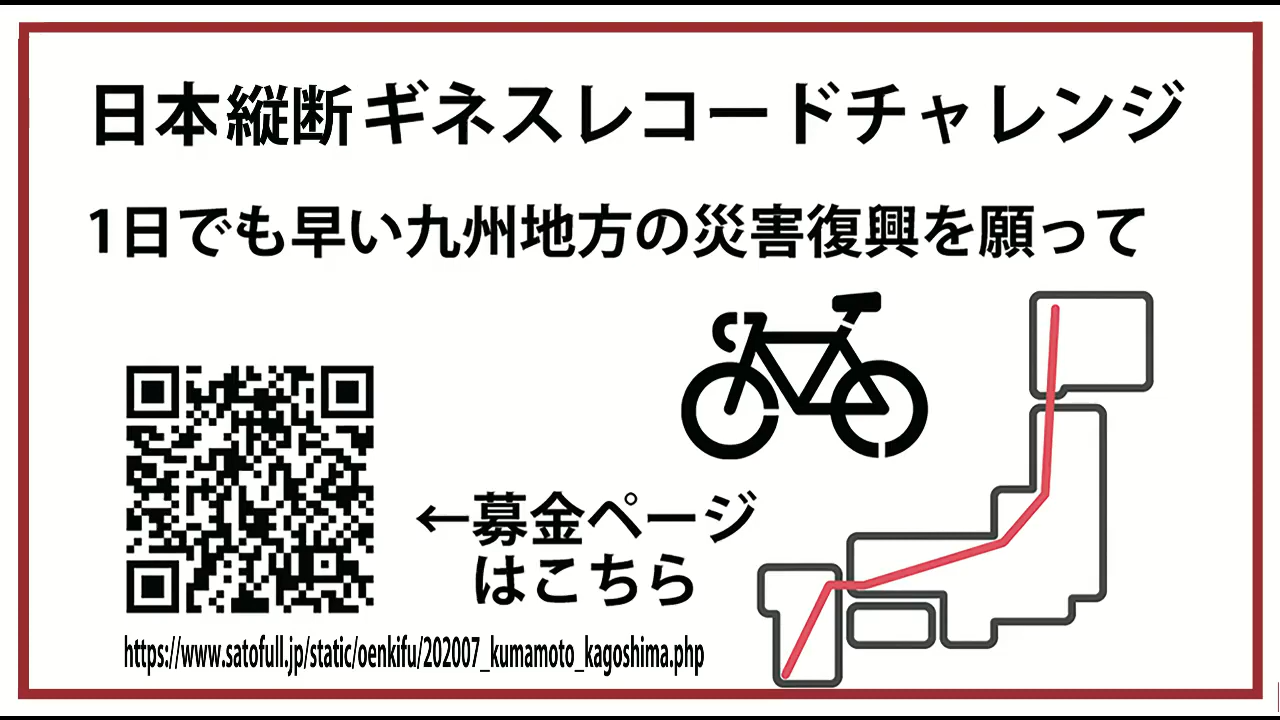 日本縦断ギネスレコードチャレンジ
1日でも早い九州地方の災害復興を願って
←募金ページ
はこちら
https://www.satofull.jp/static/oenkifu/202007_kumamoto_kagoshima.php